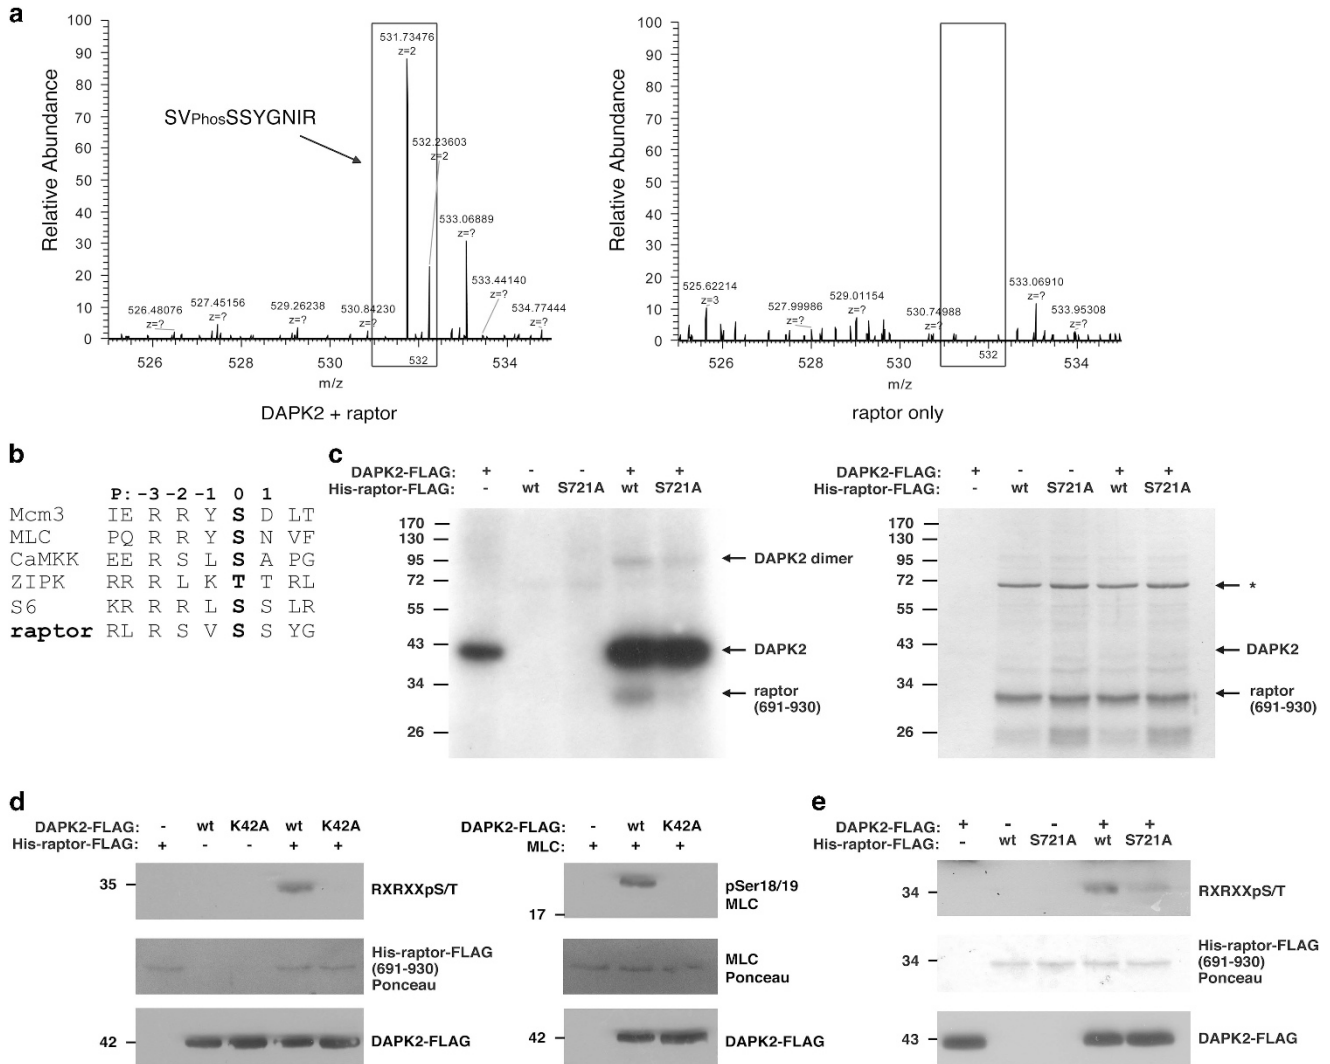 a
100
90
80
70
60
50
40
30
20
10
0
Relative Abundance
531.73476
z=2
SVPhosSSYGNIR
532.23603
z=2
533.06889
z=?
533.44140
z=?
526.48076
z=?
527.45156
z=?
529.26238
z=?
530.84230
z=?
534.77444
z=?
526
528
530
532
534
m/z
DAPK2 + raptor
100
90
80
70
60
50
40
30
20
10
0
Relative Abundance
525.62214
z=3
527.99986
z=?
529.01154
z=?
530.74988
z=?
533.06910
z=?
533.95308
z=?
526
528
530
532
534
m/z
raptor only
b
P: -3 -2 -1 0 1
Mcm3 IE R R Y S D LT
MLC PQ R R Y S N VF
CaMKK EE R S L S A PG
ZIPK RR R L K T T RL
S6 KR R R L S S LR
raptor RL R S V S S YG
c
DAPK2-FLAG: + - - + +
His-raptor-FLAG: - wt S721A wt S721A
170
130
95
72
55
43
34
26
DAPK2 dimer
DAPK2
raptor
(691-930)
DAPK2-FLAG: + - - + +
His-raptor-FLAG: - wt S721A wt S721A
170
130
95
72
55
43
34
26
*
DAPK2
raptor
(691-930)
d
DAPK2-FLAG: - wt K42A wt K42A
His-raptor-FLAG: + - - + +
35
RXRXXpS/T
His-raptor-FLAG
(691-930)
Ponceau
42
DAPK2-FLAG
DAPK2-FLAG: - wt K42A
MLC: + + +
17
pSer18/19
MLC
MLC
Ponceau
42
DAPK2-FLAG
e
DAPK2-FLAG: + - - + +
His-raptor-FLAG: - wt S721A wt S721A
34
RXRXXpS/T
34
His-raptor-FLAG
(691-930)
Ponceau
43
DAPK2-FLAG